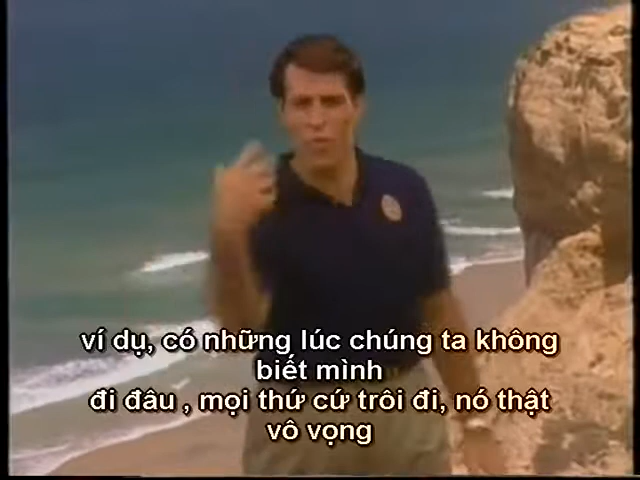 ví dụ, có những lúc chúng ta không
biết mình
đi đâu , mọi thứ cứ trôi đi, nó thật
vô vọng